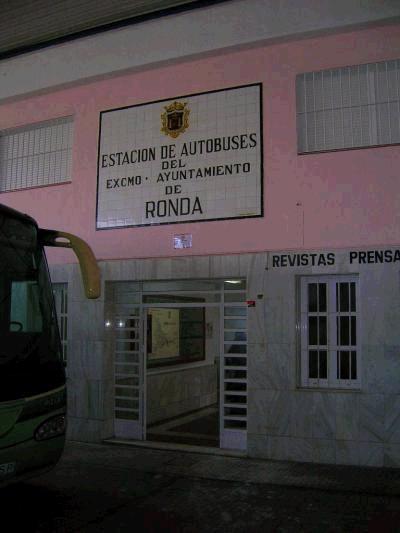 ESTACION DE AUTOBUSES
DEL
EXCMO. AYUNTAMIENTO
DE
RONDA
REVISTAS PRENSA